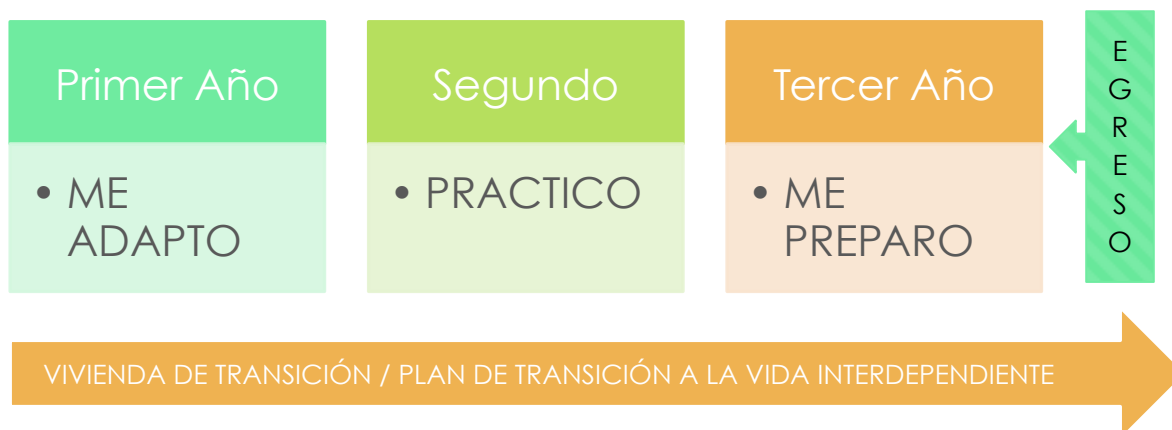 Primer Año
• ME
ADAPTO
Segundo
• PRACTICO
Tercer Año
• ME
PREPARO
E
G
R
E
S
O
VIVIENDA DE TRANSICIÓN / PLAN DE TRANSICIÓN A LA VIDA INTERDEPENDIENTE